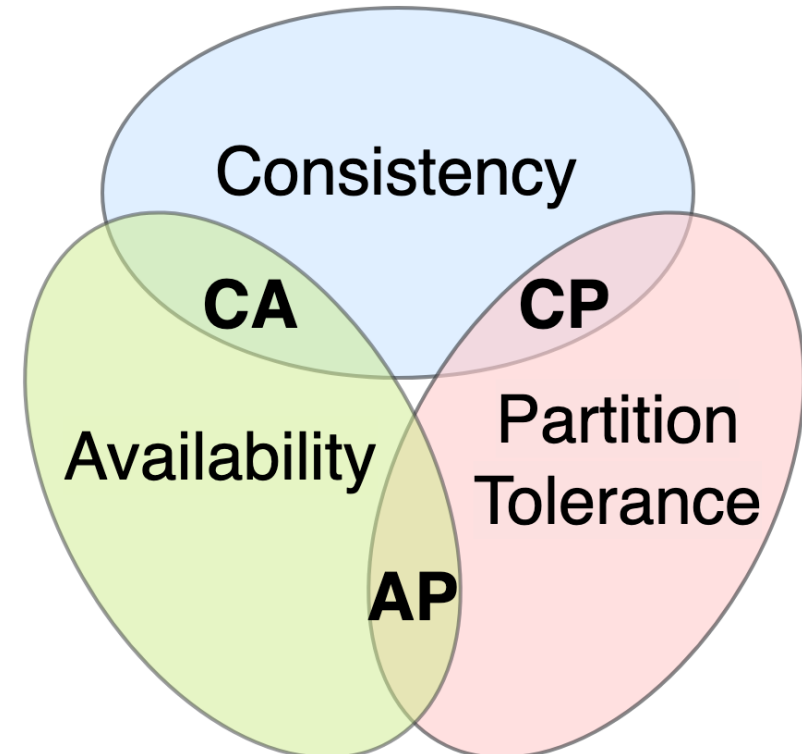 Consistency
CA
CP
Availability
Partition
Tolerance
AP